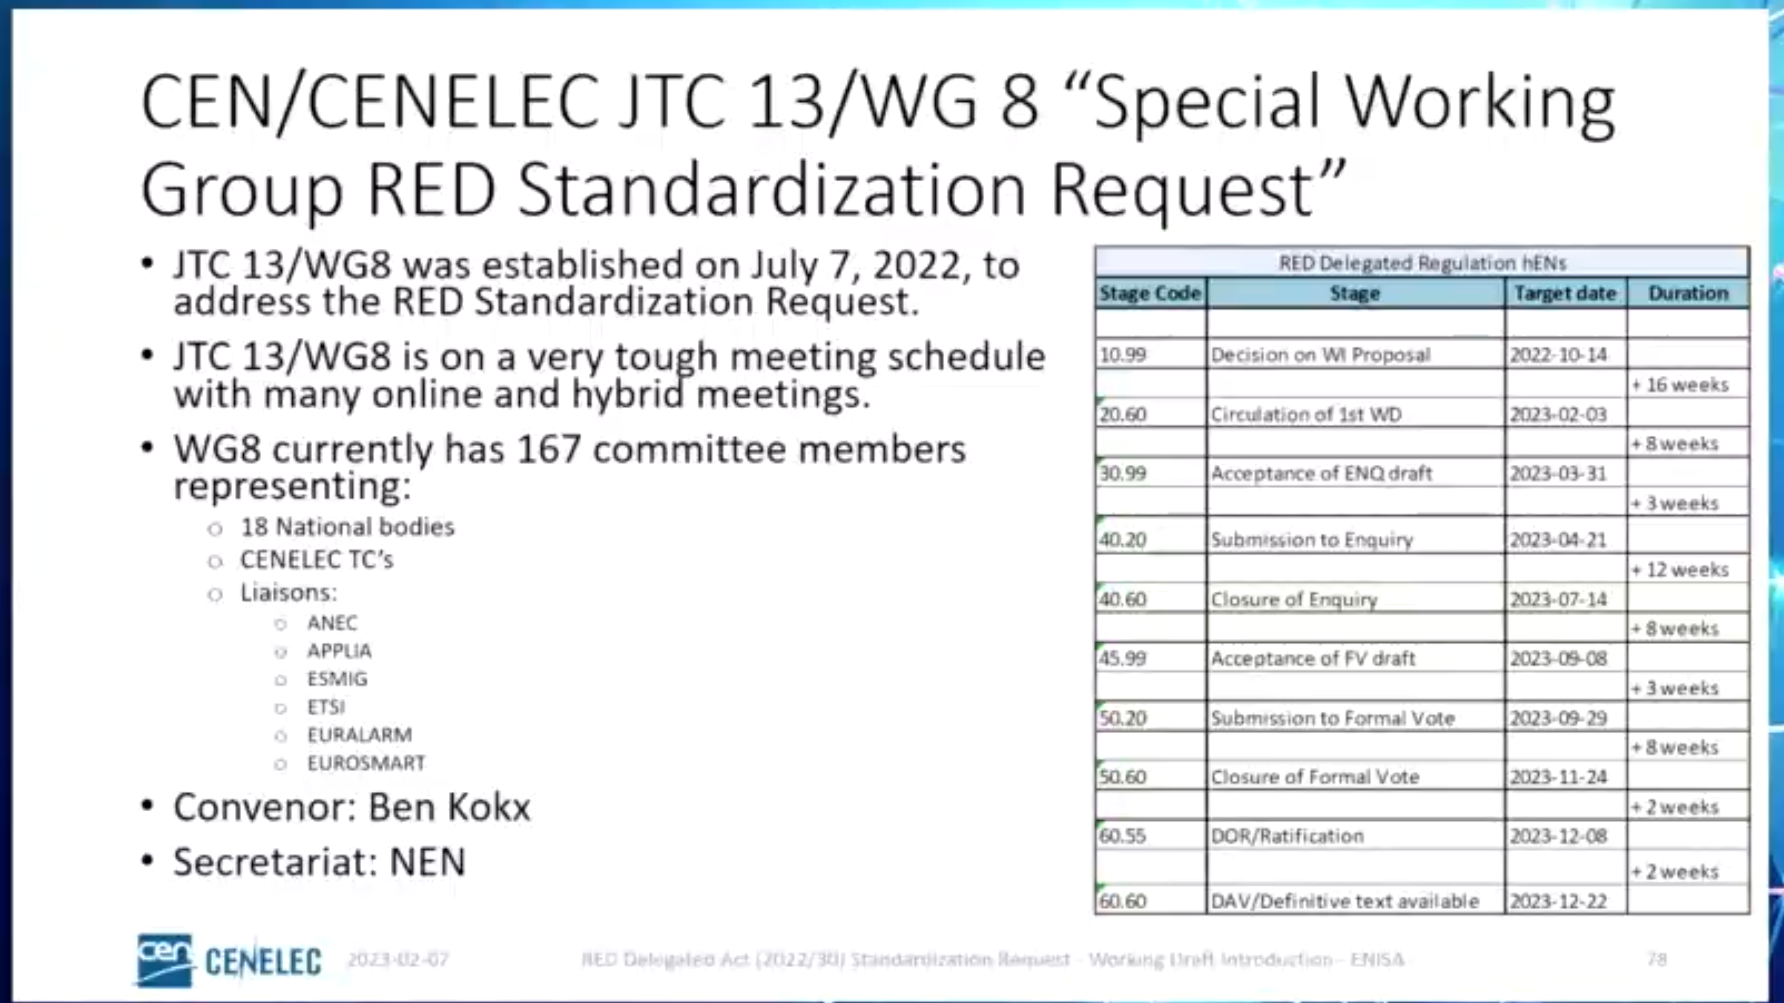 CEN/CENELEC JTC 13/WG 8 “Special Working
Group RED Standardization Request”
• JTC 13/WG8 was established on July 7, 2022, to
address the RED Standardization Request.
• JTC 13/WG8 is on a very tough meeting schedule
with many online and hybrid meetings.
• WG8 currently has 167 committee members
representing:
○ 18 National bodies
○ CENELEC TC’s
○ Liaisons:
○ ANEC
○ APPLIA
○ ESMIG
○ ETSI
○ EURALARM
○ EUROSMART
• Convenor: Ben Kokx
• Secretariat: NEN
RED Delegated Regulation hENs
Stage Code Stage Target date Duration
10.99 Decision on WI Proposal 2022-10-14
+ 16 weeks
20.60 Circulation of 1st WD 2023-02-03
+ 8 weeks
30.99 Acceptance of ENQ draft 2023-03-31
+ 3 weeks
40.20 Submission to Enquiry 2023-04-21
+ 12 weeks
40.60 Closure of Enquiry 2023-07-14
+ 8 weeks
45.99 Acceptance of FV draft 2023-09-08
+ 3 weeks
50.20 Submission to Formal Vote 2023-09-29
+ 8 weeks
50.60 Closure of Formal Vote 2023-11-24
+ 2 weeks
60.55 DOR/Ratification 2023-12-08
+ 2 weeks
60.60 DAV/Definitive text available 2023-12-22
cen CENELEC 2023-02-07 RED Delegated Act (2022/30) Standardization Request - Working Draft Introduction - ENISA 78